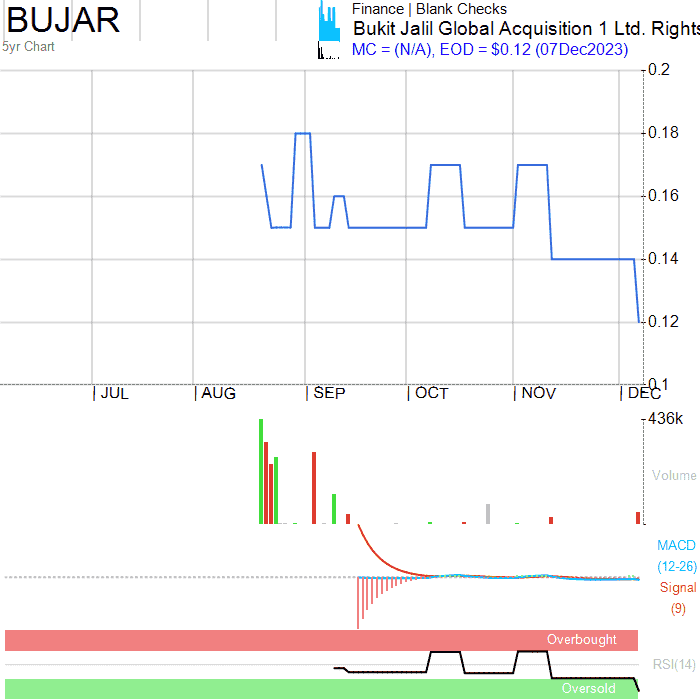 BUJAR
5yr Chart
Finance | Blank Checks
Bukit Jalil Global Acquisition 1 Ltd. Rights
MC = (N/A), EOD = $0.12 (07Dec2023)
0.2
0.18
0.16
0.14
0.12
0.1
JUL AUG SEP OCT NOV DEC
436k
Volume
MACD
(12-26)
Signal
(9)
Overbought
RSI(14)
Oversold